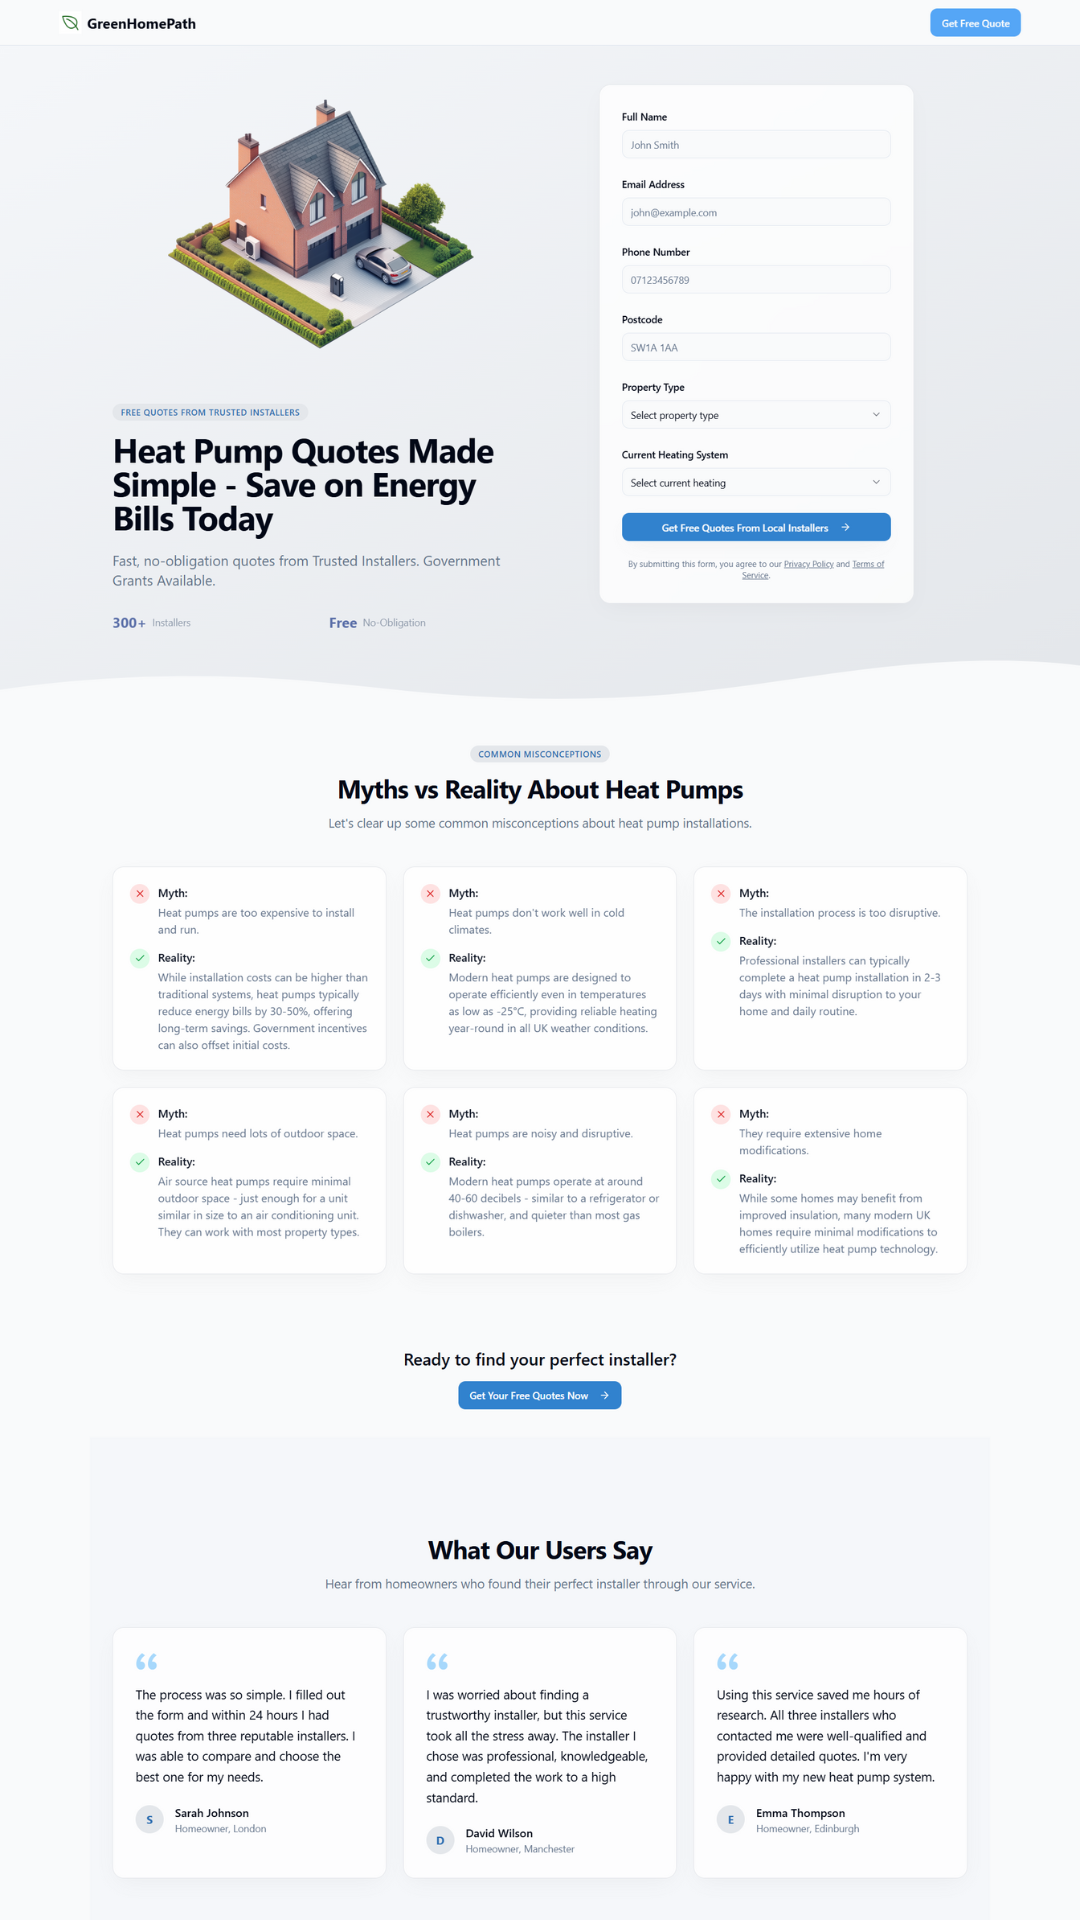 GreenHomePath
Get Free Quote
FREE QUOTES FROM TRUSTED INSTALLERS
Heat Pump Quotes Made
Simple - Save on Energy
Bills Today
Fast, no-obligation quotes from Trusted Installers. Government
Grants Available.
300+ Installers
Free No-Obligation
Full Name
John Smith
Email Address
john@example.com
Phone Number
07123456789
Postcode
SW1A 1AA
Property Type
Select property type
Current Heating System
Select current heating
Get Free Quotes From Local Installers
By submitting this form, you agree to our Privacy Policy and Terms of
Service.
COMMON MISCONCEPTIONS
Myths vs Reality About Heat Pumps
Let's clear up some common misconceptions about heat pump installations.
Myth:
Heat pumps are too expensive to install
and run.
Reality:
While installation costs can be higher than
traditional systems, heat pumps typically
reduce energy bills by 30-50%, offering
long-term savings. Government incentives
can also offset initial costs.
Myth:
Heat pumps don't work well in cold
climates.
Reality:
Modern heat pumps are designed to
operate efficiently even in temperatures
as low as -25°C, providing reliable heating
year-round in all UK weather conditions.
Myth:
The installation process is too disruptive.
Reality:
Professional installers can typically
complete a heat pump installation in 2-3
days with minimal disruption to your
home and daily routine.
Myth:
Heat pumps need lots of outdoor space.
Reality:
Air source heat pumps require minimal
outdoor space - just enough for a unit
similar in size to an air conditioning unit.
They can work with most property types.
Myth:
Heat pumps are noisy and disruptive.
Reality:
Modern heat pumps operate at around
40-60 decibels - similar to a refrigerator or
dishwasher, and quieter than most gas
boilers.
Myth:
They require extensive home
modifications.
Reality:
While some homes may benefit from
improved insulation, many modern UK
homes require minimal modifications to
efficiently utilize heat pump technology.
Ready to find your perfect installer?
Get Your Free Quotes Now
What Our Users Say
Hear from homeowners who found their perfect installer through our service.
The process was so simple. I filled out
the form and within 24 hours I had
quotes from three reputable installers. I
was able to compare and choose the
best one for my needs.
S
Sarah Johnson
Homeowner, London
I was worried about finding a
trustworthy installer, but this service
took all the stress away. The installer I
chose was professional, knowledgeable,
and completed the work to a high
standard.
D
David Wilson
Homeowner, Manchester
Using this service saved me hours of
research. All three installers who
contacted me were well-qualified and
provided detailed quotes. I'm very
happy with my new heat pump system.
E
Emma Thompson
Homeowner, Edinburgh